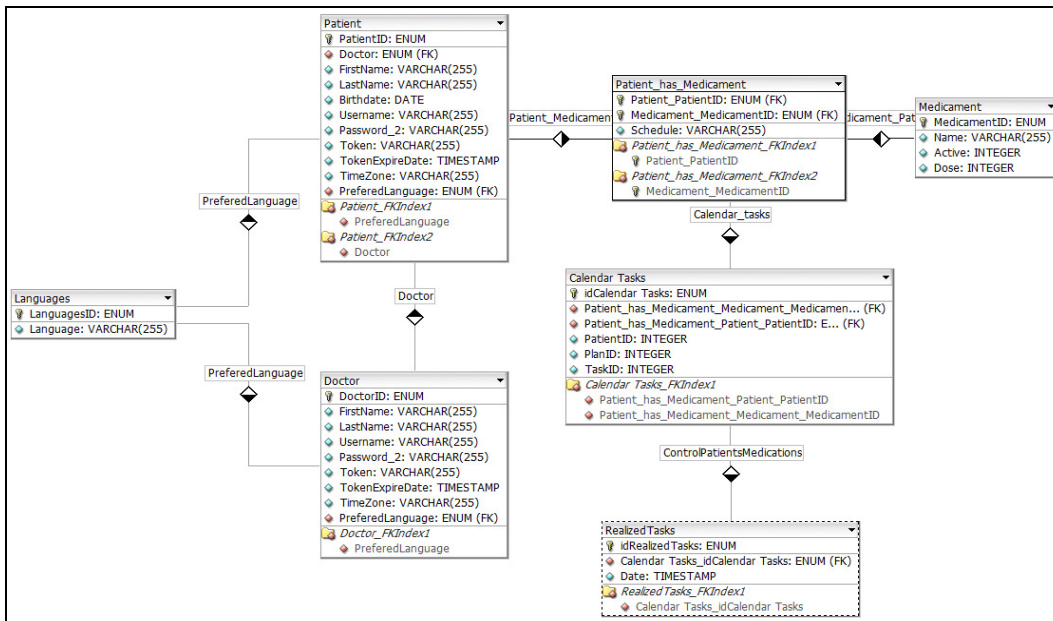 Patient
PatientID: ENUM
Doctor: ENUM (FK)
FirstName: VARCHAR(255)
LastName: VARCHAR(255)
Birthdate: DATE
Username: VARCHAR(255)
Password_2: VARCHAR(255)
Token: VARCHAR(255)
TokenExpireDate: TIMESTAMP
TimeZone: VARCHAR(255)
PreferedLanguage: ENUM (FK)
Patient_FKIndex1
PreferedLanguage
Patient_FKIndex2
Doctor
Patient_Medicament
Patient_has_Medicament
Patient_PatientID: ENUM (FK)
Medicament_MedicamentID: ENUM (FK)
Schedule: VARCHAR(255)
Patient_has_Medicament_FKIndex1
Patient_PatientID
Patient_has_Medicament_FKIndex2
Medicament_MedicamentID
edicament_Pat
Medicament
MedicamentID: ENUM
Name: VARCHAR(255)
Active: INTEGER
Dose: INTEGER
PreferedLanguage
Calendar_tasks
Languages
LanguagesID: ENUM
Language: VARCHAR(255)
Doctor
Calendar Tasks
idCalendar Tasks: ENUM
Patient_has_Medicament_Medicament_Medicamen... (FK)
Patient_has_Medicament_Patient_PatientID: E... (FK)
PatientID: INTEGER
PlanID: INTEGER
TaskID: INTEGER
Calendar Tasks_FKIndex1
Patient_has_Medicament_Patient_PatientID
Patient_has_Medicament_Medicament_MedicamentID
PreferedLanguage
Doctor
DoctorID: ENUM
FirstName: VARCHAR(255)
LastName: VARCHAR(255)
Username: VARCHAR(255)
Password_2: VARCHAR(255)
Token: VARCHAR(255)
TokenExpireDate: TIMESTAMP
TimeZone: VARCHAR(255)
PreferedLanguage: ENUM (FK)
Doctor_FKIndex1
PreferedLanguage
ControlPatientsMedications
RealizedTasks
idRealizedTasks: ENUM
Calendar Tasks_idCalendar Tasks: ENUM (FK)
Date: TIMESTAMP
RealizedTasks_FKIndex1
Calendar Tasks_idCalendar Tasks